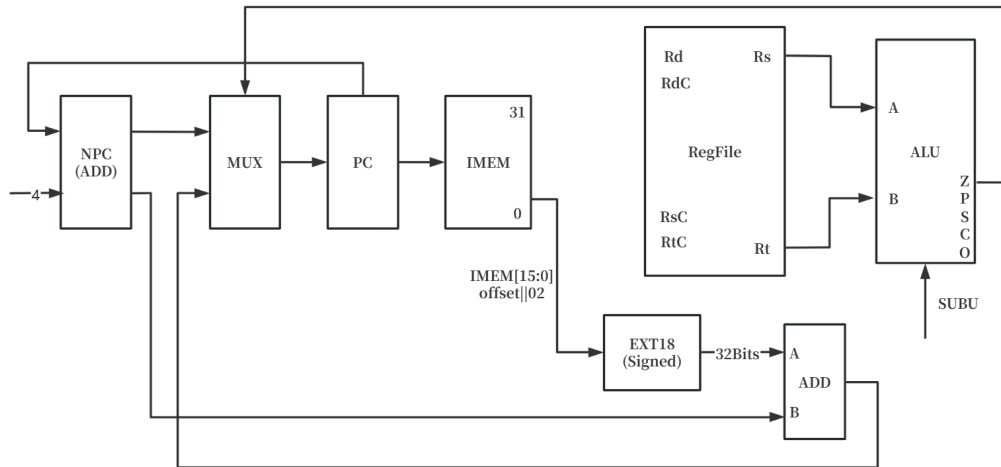 4
NPC
(ADD)
MUX
PC
31
IMEM
0
Rd
RdC
Rs
RegFile
RsC
RtC
Rt
A
ALU
B
Z
P
S
C
O
SUBU
IMEM[15:0]
offset||02
EXT18
(Signed)
32Bits
A
ADD
B